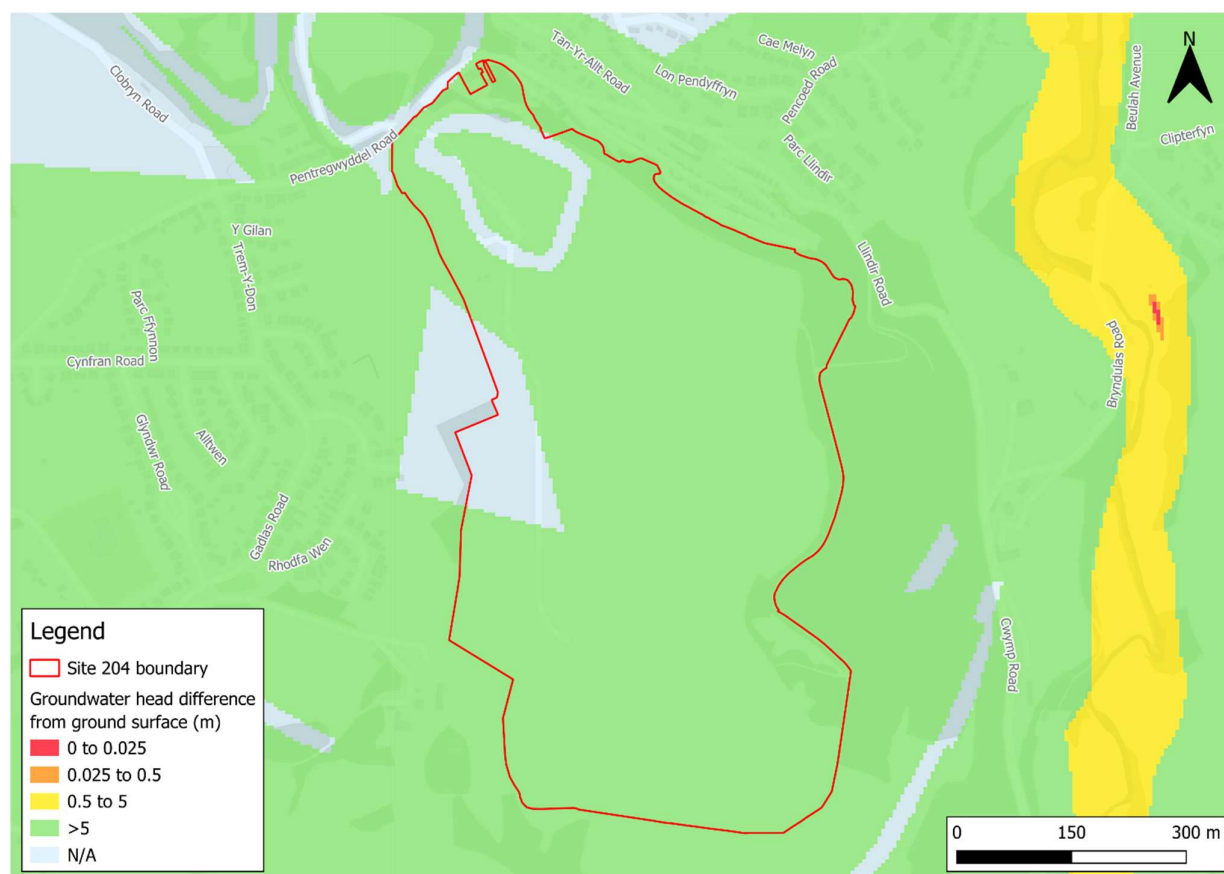 Clobryn Road
Pentregwyddel Road
Tan-Yr-Allt Road
Lon Pendyffryn
Cae Melyn
Pencoed Road
Parc Llindir
Beulah Avenue
N
Clipterfyn
Y Gilan
Trem-Y-Don
Parc Ffynnon
Cynfran Road
Llindir Road
Bryndulas Road
Glyndwr Road
Alltwen
Gadlas Road
Rhodfa Wen
Cwymp Road
Legend
Site 204 boundary
Groundwater head difference
from ground surface (m)
0 to 0.025
0.025 to 0.5
0.5 to 5
>5
N/A
0 150 300 m